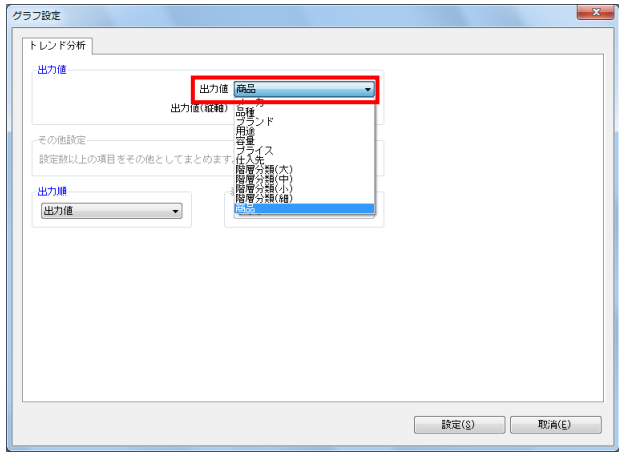 グラフ設定
トレンド分析
出力値
出力値 商品
出力値(縦軸)
品種
ブランド
用途
容量
プライス
仕入先
階層分類(大)
階層分類(中)
階層分類(小)
階層分類(細)
商品
その他設定
設定数以上の項目をその他としてまとめます
出力順
出力値
設定(S)
取消(E)